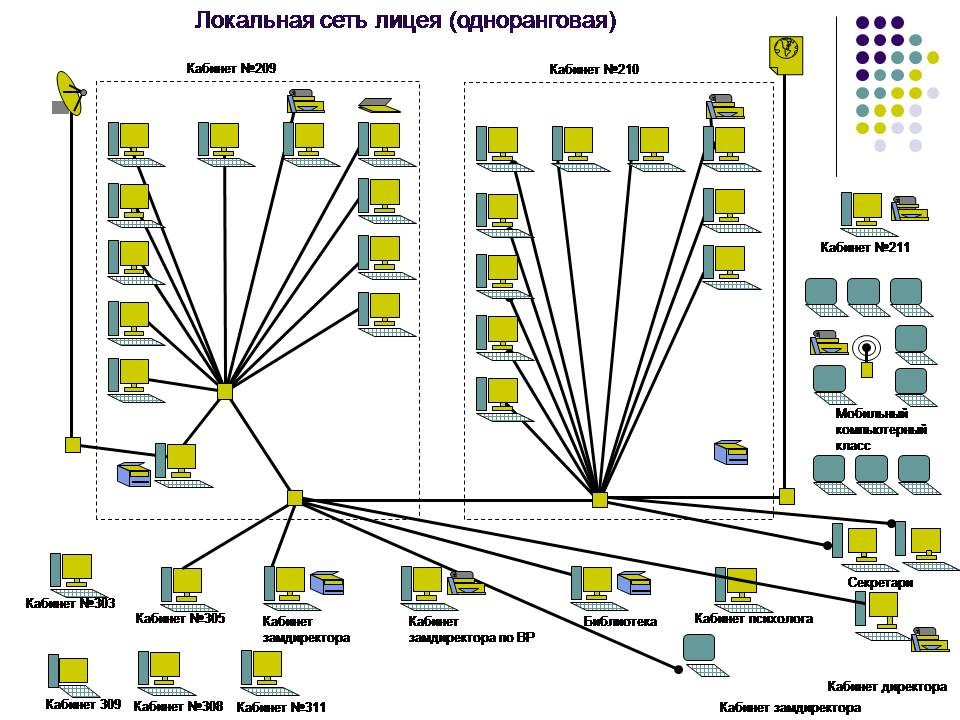 Локальная сеть лицея (одноранговая)
Кабинет №209
Кабинет №210
Кабинет №211
Мобильный
компьютерный
класс
Секретари
Кабинет №303
Кабинет №305
Кабинет
замдиректора
Кабинет
замдиректора по ВР
Библиотека
Кабинет психолога
Кабинет директора
Кабинет 309
Кабинет №308
Кабинет №311
Кабинет замдиректора